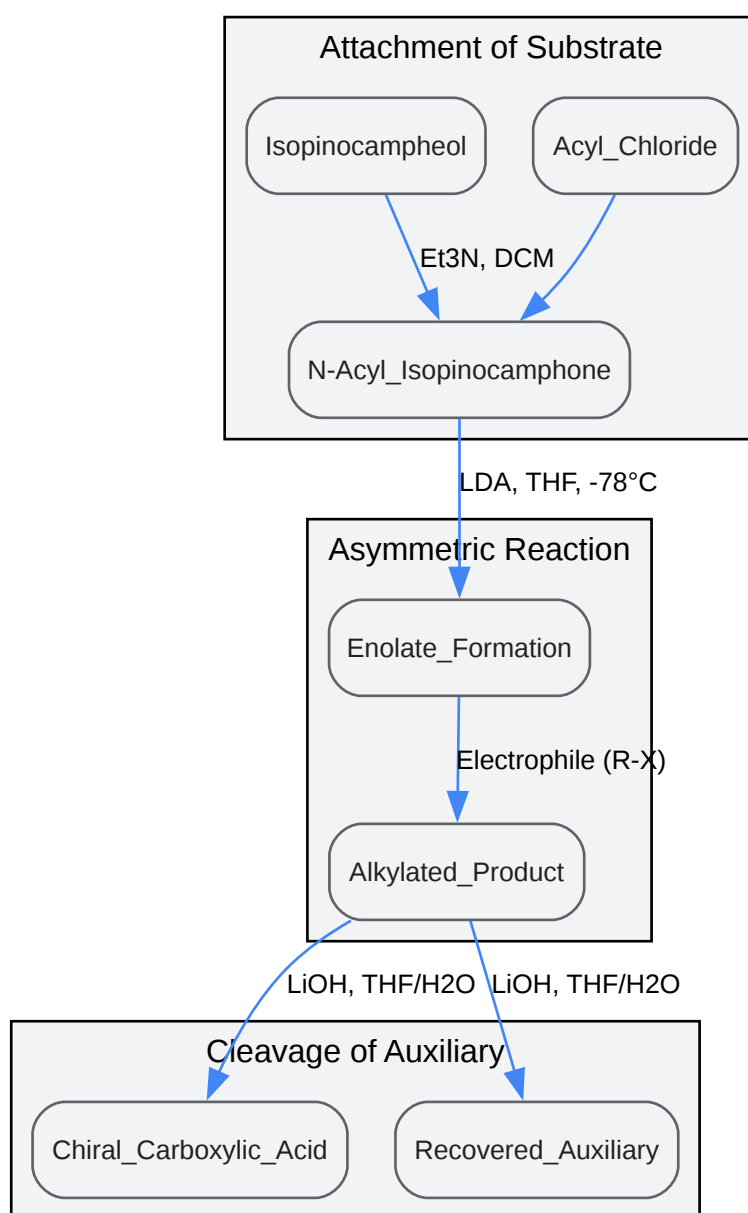 Attachment of Substrate
Isopinocampheol
Acyl_Chloride
Et3N, DCM
N-Acyl_Isopinocamphone
LDA, THF, -78°C
Asymmetric Reaction
Enolate_Formation
Electrophile (R-X)
Alkylated_Product
LiOH, THF/H2O
LiOH, THF/H2O
Cleavage of Auxiliary
Chiral_Carboxylic_Acid
Recovered_Auxiliary